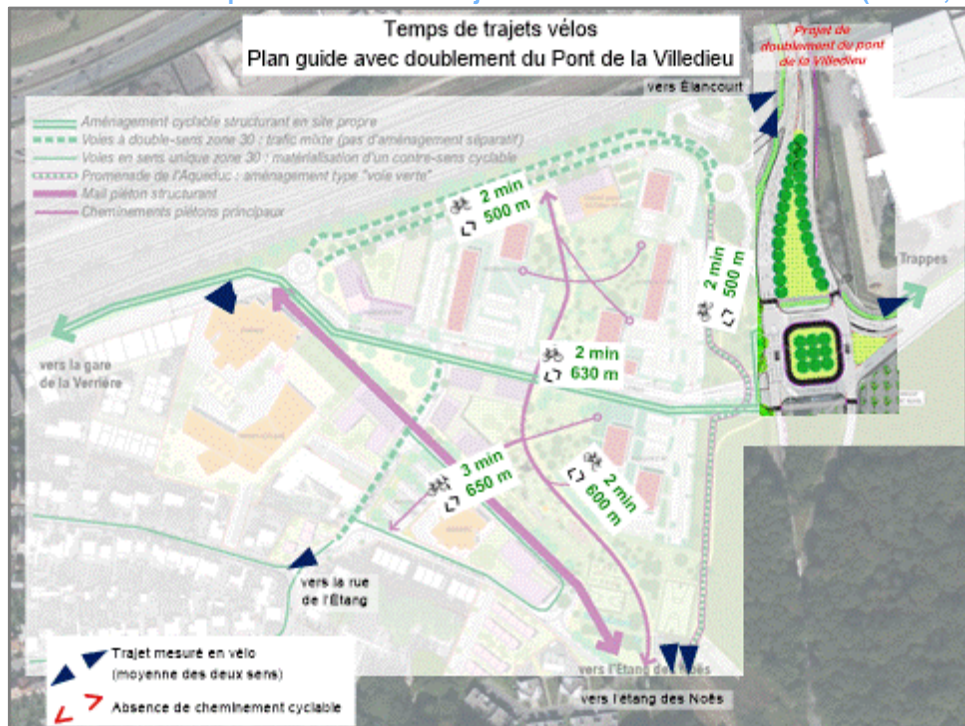 Temps de trajets vélos
Plan guide avec doublement du Pont de la Villedieu
Projet de
doublement du pont
de la Villedieu
vers Élancourt
Aménagement cyclable structurant en site propre
Voies à double-sens zone 30 : trafic mixte (pas d'aménagement séparatif)
Voies en sens unique zone 30 : matérialisation d'un contre-sens cyclable
Promenade de l'Aqueduc : aménagement type "voie verte"
Mail piéton structurant
Cheminements piétons principaux
2 min
500 m
2 min
500 m
Trappes
vers la gare
de la Verrière
2 min
630 m
3 min
650 m
2 min
600 m
vers la rue
de l'Étang
vers l'Étang des Noës
vers l'étang des Noës
Trajet mesuré en vélo
(moyenne des deux sens)
Absence de cheminement cyclable